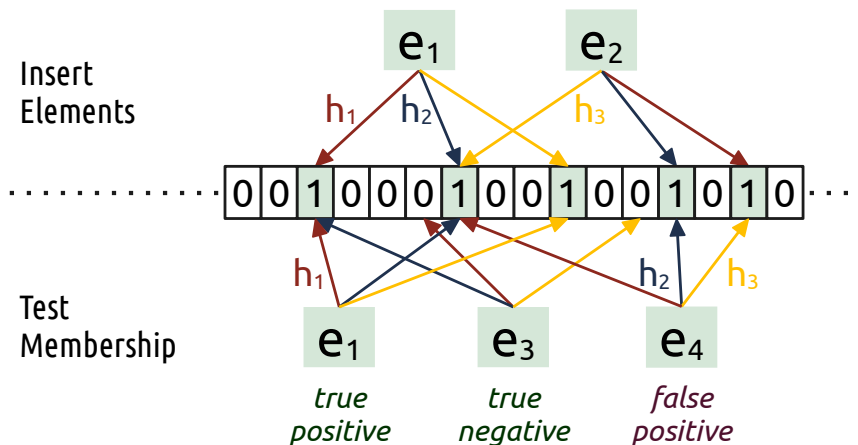 e1 e2
Insert
Elements
h1 h2 h3
0 0 1 0 0 0 1 0 0 1 0 0 1 0 1 0
h1 h2 h3
Test
Membership
e1 e3 e4
true positive
true negative
false positive